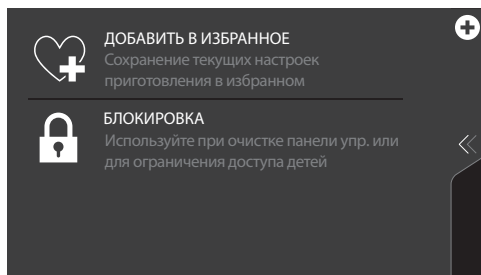 ДОБАВИТЬ В ИЗБРАННОЕ
Сохранение текущих настроек
приготовления в избранном
БЛОКИРОВКА
Используйте при очистке панели упр. или
для ограничения доступа детей